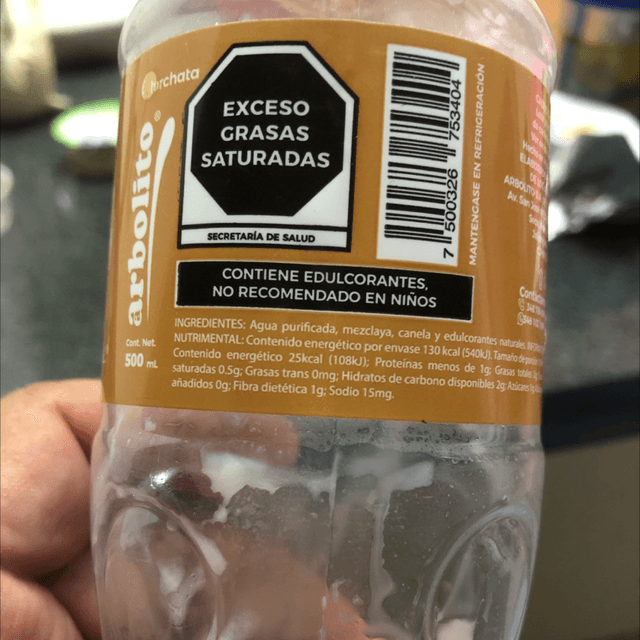 horchata
arbolito®
Cont. Net.
500 mL
EXCESO
GRASAS
SATURADAS
SECRETARÍA DE SALUD
7 500326 753404
MANTENGASE EN REFRIGERACIÓN
CONTIENE EDULCORANTES,
NO RECOMENDADO EN NIÑOS
INGREDIENTES: Agua purificada, mezclaya, canela y edulcorantes naturales.
NUTRIMENTAL: Contenido energético por envase 130 kcal (540kJ). Tamaño de
Contenido energético 25kcal (108kJ); Proteínas menos de 1g; Grasas
saturadas 0.5g; Grasas trans 0mg; Hidratos de carbono disponibles 2g; Azúcares
añadidos 0g; Fibra dietética 1g; Sodio 15mg.
ARBOLITO